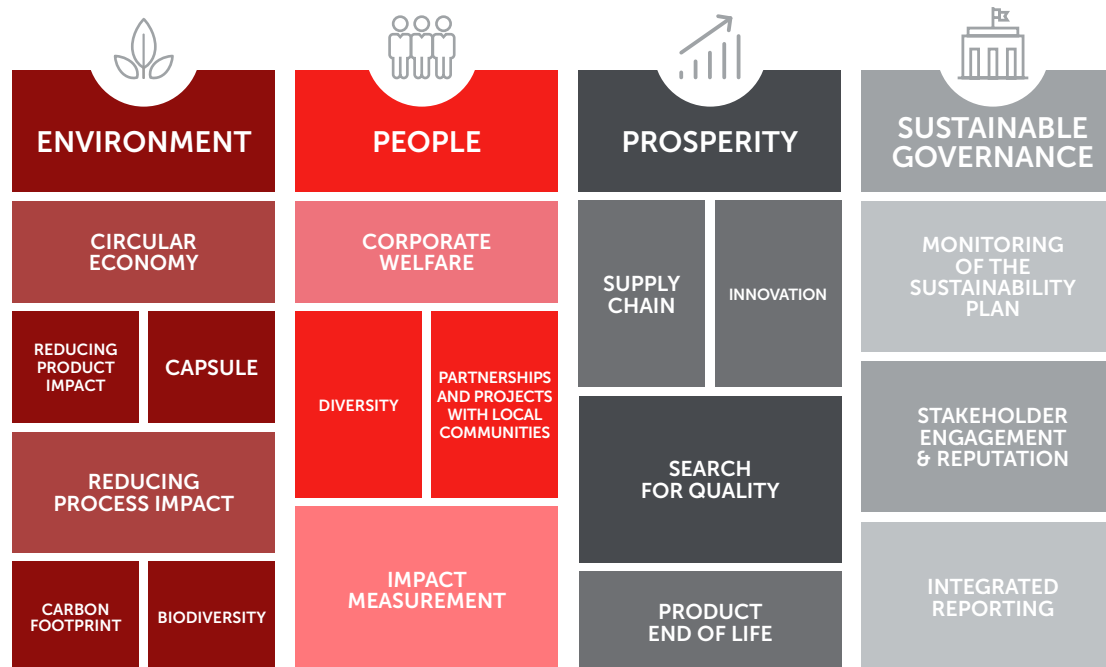 ENVIRONMENT
CIRCULAR
ECONOMY
REDUCING
PRODUCT
IMPACT
CAPSULE
REDUCING
PROCESS IMPACT
CARBON
FOOTPRINT
BIODIVERSITY
PEOPLE
CORPORATE
WELFARE
DIVERSITY
PARTNERSHIPS
AND PROJECTS
WITH LOCAL
COMMUNITIES
IMPACT
MEASUREMENT
PROSPERITY
SUPPLY
CHAIN
INNOVATION
SEARCH
FOR QUALITY
PRODUCT
END OF LIFE
SUSTAINABLE
GOVERNANCE
MONITORING
OF THE
SUSTAINABILITY
PLAN
STAKEHOLDER
ENGAGEMENT
& REPUTATION
INTEGRATED
REPORTING